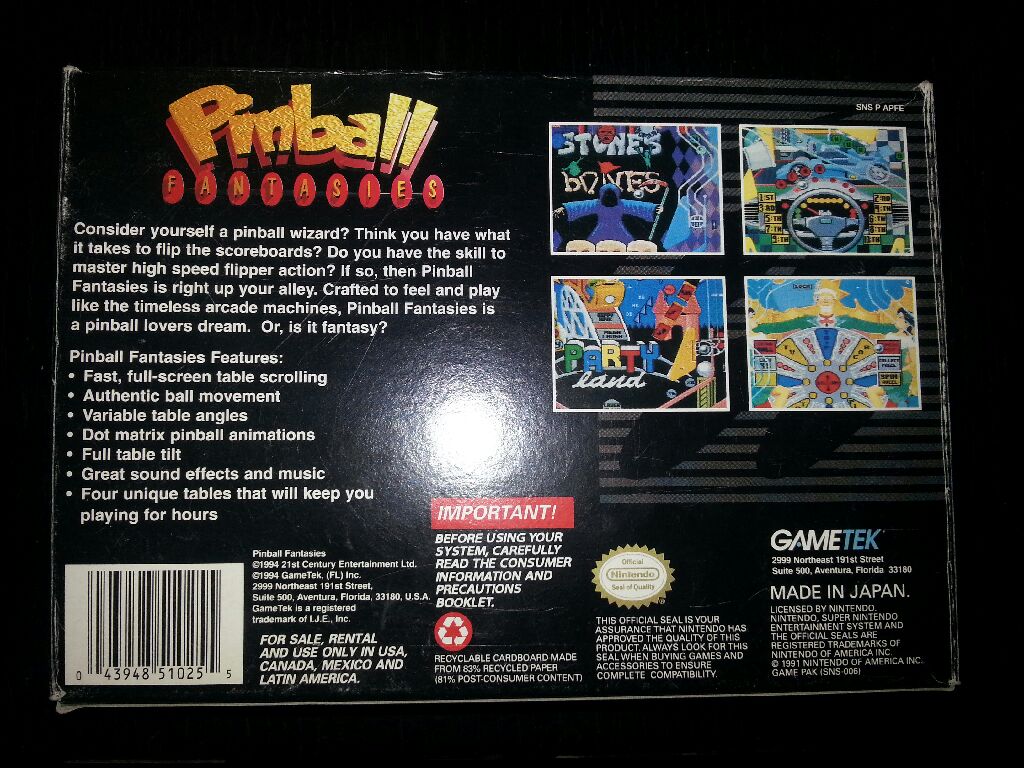 Pinball
FANTASIES
Consider yourself a pinball wizard? Think you have what
it takes to flip the scoreboards? Do you have the skill to
master high speed flipper action? If so, then Pinball
Fantasies is right up your alley. Crafted to feel and play
like the timeless arcade machines, Pinball Fantasies is
a pinball lovers dream. Or, is it fantasy?
Pinball Fantasies Features:
• Fast, full-screen table scrolling
• Authentic ball movement
• Variable table angles
• Dot matrix pinball animations
• Full table tilt
• Great sound effects and music
• Four unique tables that will keep you
playing for hours
SNS P APFE
STONES
BONES
1ST
PARTY
land
0 43948 51025 5
Pinball Fantasies
©1994 21st Century Entertainment Ltd.
©1994 GameTek, (FL) Inc.
2999 Northeast 191st Street,
Suite 500, Aventura, Florida, 33180, U.S.A.
GameTek is a registered
trademark of I.J.E., Inc.
FOR SALE, RENTAL
AND USE ONLY IN USA,
CANADA, MEXICO AND
LATIN AMERICA.
IMPORTANT!
BEFORE USING YOUR
SYSTEM, CAREFULLY
READ THE CONSUMER
INFORMATION AND
PRECAUTIONS
BOOKLET.
RECYCLABLE CARDBOARD MADE
FROM 83% RECYCLED PAPER
(81% POST-CONSUMER CONTENT)
Official
Nintendo
Seal of Quality
THIS OFFICIAL SEAL IS YOUR
ASSURANCE THAT NINTENDO HAS
APPROVED THE QUALITY OF THIS
PRODUCT. ALWAYS LOOK FOR THIS
SEAL WHEN BUYING GAMES AND
ACCESSORIES TO ENSURE
COMPLETE COMPATIBILITY.
GAMETEK
2999 Northeast 191st Street
Suite 500, Aventura, Florida 33180
MADE IN JAPAN.
LICENSED BY NINTENDO.
NINTENDO, SUPER NINTENDO
ENTERTAINMENT SYSTEM AND
THE OFFICIAL SEALS ARE
REGISTERED TRADEMARKS OF
NINTENDO OF AMERICA INC.
© 1991 NINTENDO OF AMERICA INC.
GAME PAK (SNS-006)